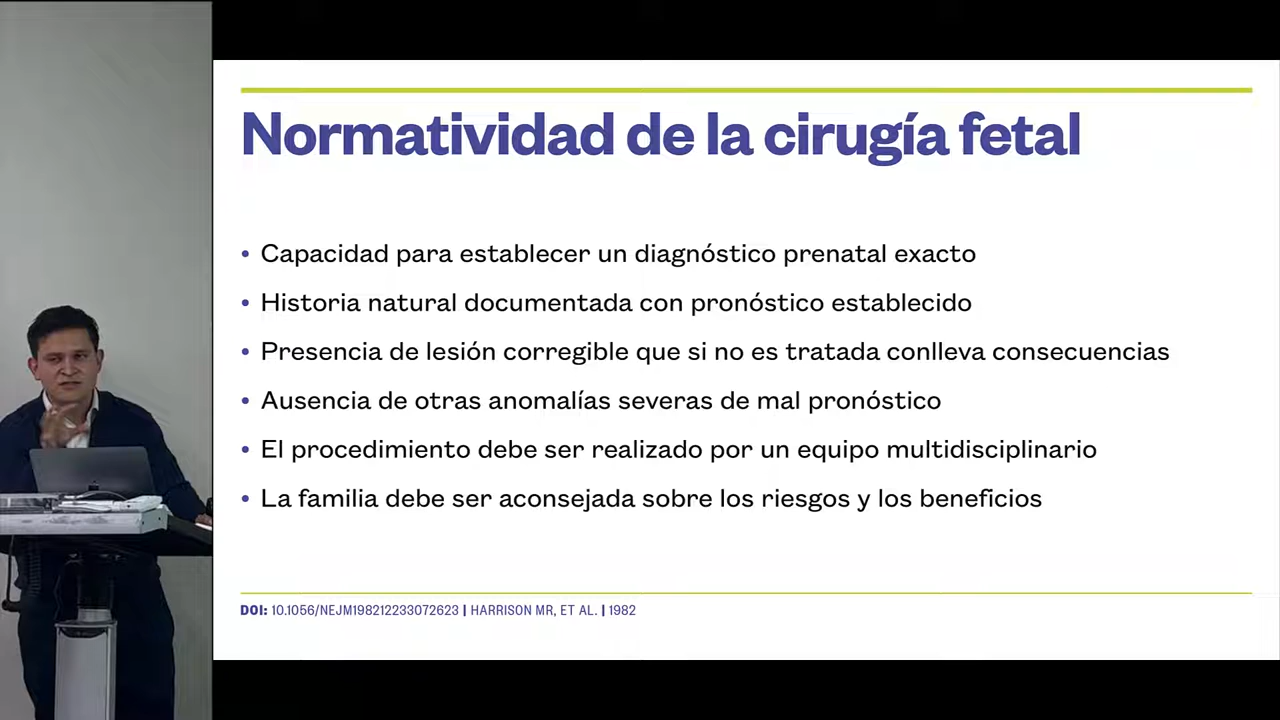 Normatividad de la cirugía fetal
• Capacidad para establecer un diagnóstico prenatal exacto
• Historia natural documentada con pronóstico establecido
• Presencia de lesión corregible que si no es tratada conlleva consecuencias
• Ausencia de otras anomalías severas de mal pronóstico
• El procedimiento debe ser realizado por un equipo multidisciplinario
• La familia debe ser aconsejada sobre los riesgos y los beneficios
DOI: 10.1056/NEJM198212233072623 | HARRISON MR, ET AL. | 1982